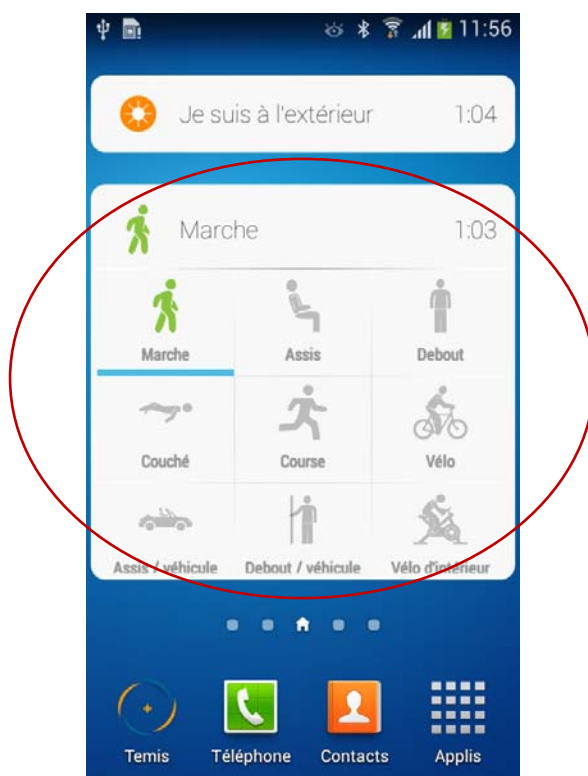 11:56
Je suis à l'extérieur 1:04
Marche 1:03
Marche Assis Debout
Couché Course Vélo
Assis / véhicule Debout / véhicule Vélo d'intérieur
Temis Téléphone Contacts Applis